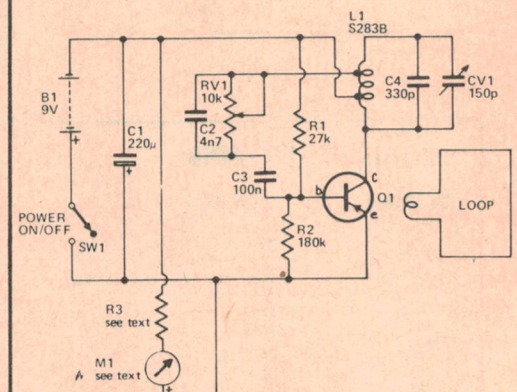 L1
S283B
B1
9V
C1
220μ
+
RV1
10k
C2
4n7
R1
27k
C4
330p
CV1
150p
C3
100n
b
c
e
Q1
LOOP
+
POWER
ON/OFF
SW1
R2
180k
R3
see text
M1
see text
+